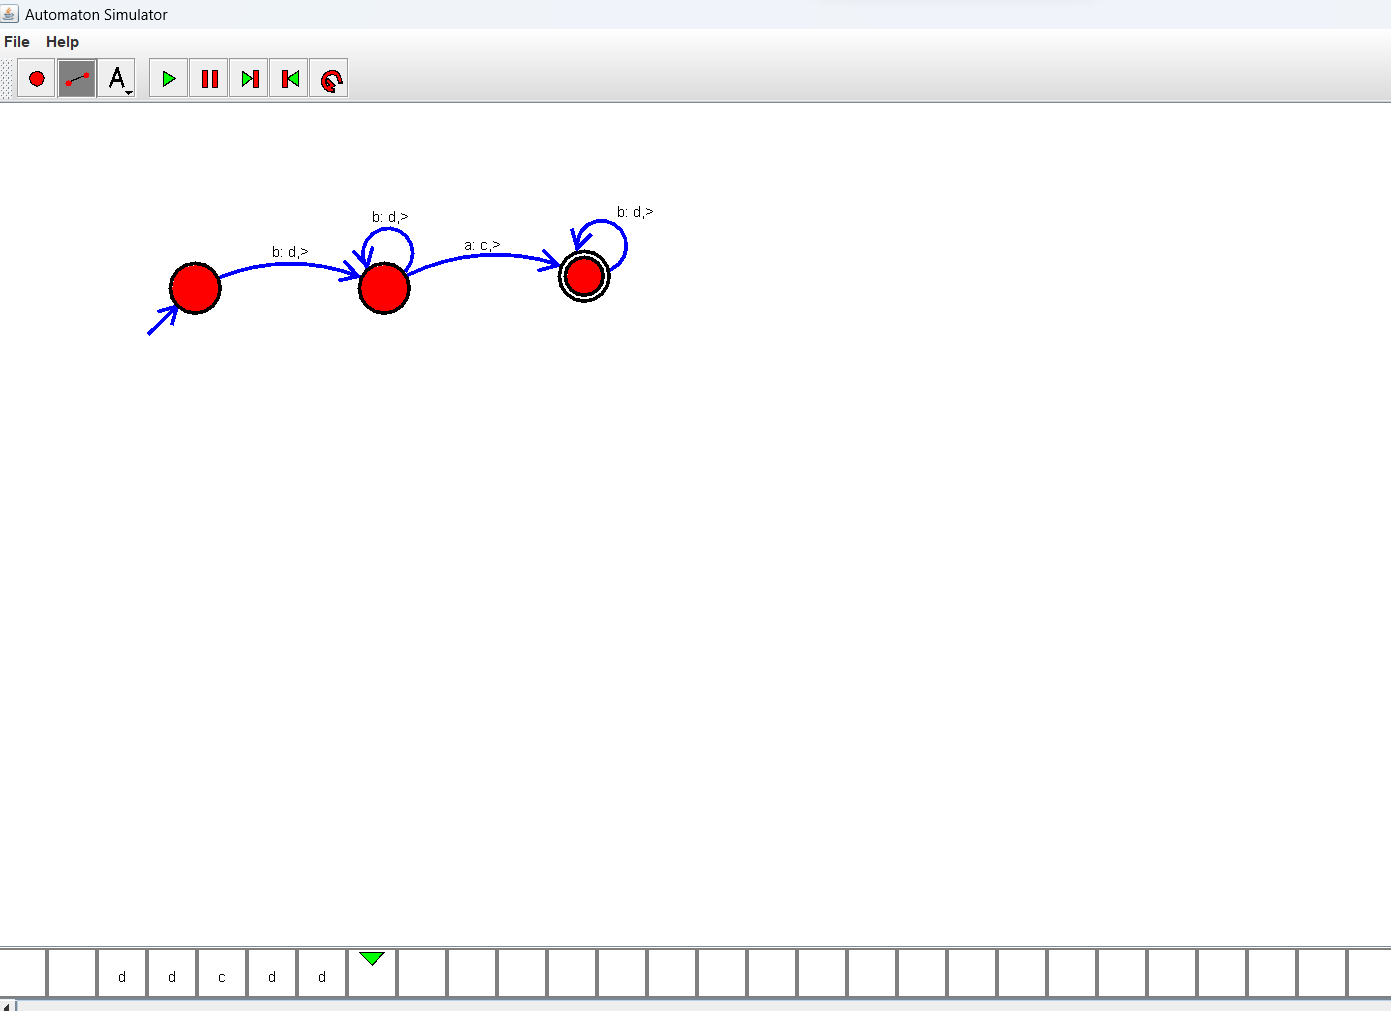 Automaton Simulator
File Help
A
b: d,>
b: d,>
b: d,>
a: c,>
d d c d d